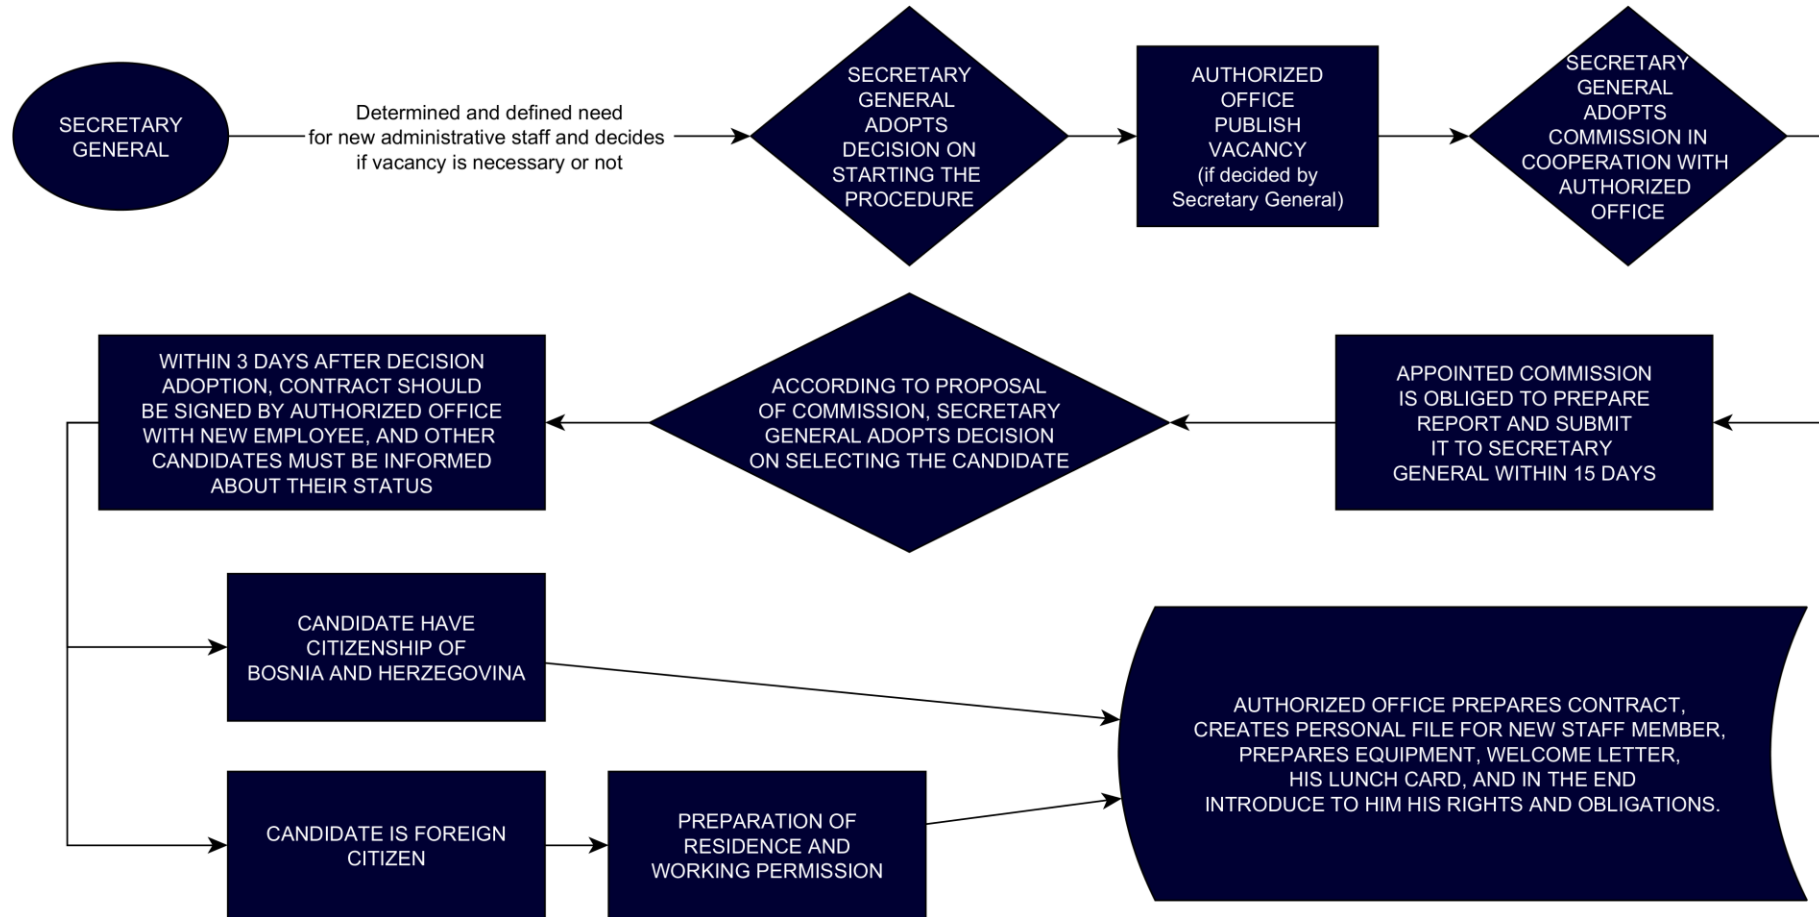 SECRETARY
GENERAL
Determined and defined need
for new administrative staff and decides
if vacancy is necessary or not
SECRETARY
GENERAL
ADOPTS
DECISION ON
STARTING THE
PROCEDURE
AUTHORIZED
OFFICE
PUBLISH
VACANCY
(if decided by
Secretary General)
SECRETARY
GENERAL
ADOPTS
COMMISSION IN
COOPERATION WITH
AUTHORIZED
OFFICE
APPOINTED COMMISSION
IS OBLIGED TO PREPARE
REPORT AND SUBMIT
IT TO SECRETARY
GENERAL WITHIN 15 DAYS
ACCORDING TO PROPOSAL
OF COMMISSION, SECRETARY
GENERAL ADOPTS DECISION
ON SELECTING THE CANDIDATE
WITHIN 3 DAYS AFTER DECISION
ADOPTION, CONTRACT SHOULD
BE SIGNED BY AUTHORIZED OFFICE
WITH NEW EMPLOYEE, AND OTHER
CANDIDATES MUST BE INFORMED
ABOUT THEIR STATUS
CANDIDATE HAVE
CITIZENSHIP OF
BOSNIA AND HERZEGOVINA
CANDIDATE IS FOREIGN
CITIZEN
PREPARATION OF
RESIDENCE AND
WORKING PERMISSION
AUTHORIZED OFFICE PREPARES CONTRACT,
CREATES PERSONAL FILE FOR NEW STAFF MEMBER,
PREPARES EQUIPMENT, WELCOME LETTER,
HIS LUNCH CARD, AND IN THE END
INTRODUCE TO HIM HIS RIGHTS AND OBLIGATIONS.